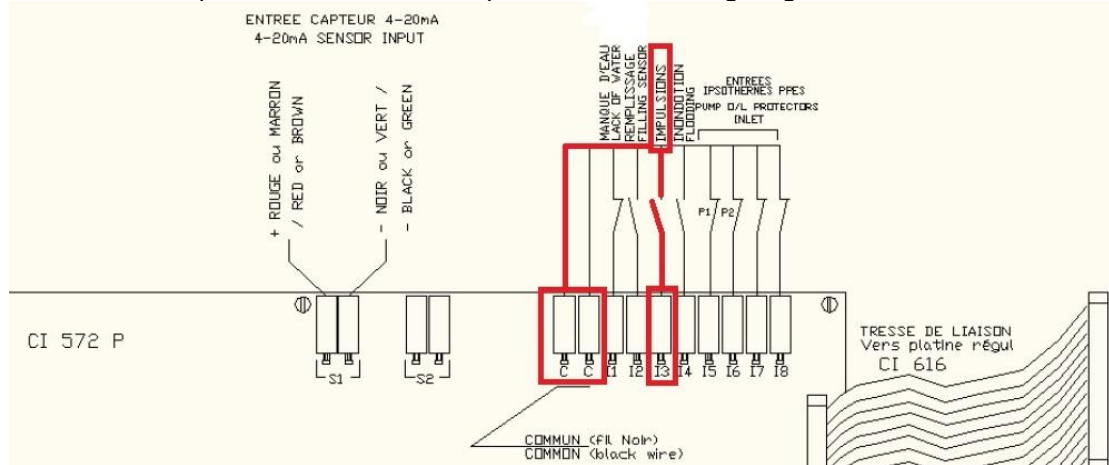 ENTREE CAPTEUR 4-20mA
4-20mA SENSOR INPUT
+ ROUGE ou MARRON
/ RED or BROWN
- NOIR ou VERT /
- BLACK or GREEN
MANQUE D'EAU
LACK OF WATER
REMPLISSAGE
FILLING SENSOR
IMPULSIONS
INONDOTION
FLOODING
ENTREES
IPSOTHERNES PPES
PUMP O/L PROTECTORS
INLET
P1 P2
CI 572 P
S1 S2
C C I1 I2 I3 I4 I5 I6 I7 I8
TRESSE DE LIAISON
Vers platine régul
CI 616
COMMUN (fil Noir)
COMMON (black wire)